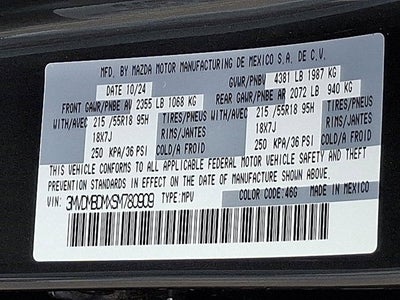 MFD. BY MAZDA MOTOR MANUFACTURING DE MEXICO S.A. DE C.V.
DATE 10/24 GVWR/PNBV 4381 LB 1987 KG
FRONT GAWR/PNBE AV 2355 LB 1068 KG REAR GAWR/PNBE AR 2072 LB 940 KG
WITH/AVEC 215 /55R18 95H TIRES/PNEUS WITH/AVEC 215 /55R18 95H TIRES/PNEUS
18X7J RIMS/JANTES 18X7J RIMS/JANTES
250 KPA/36 PSI COLD/A FROID 250 KPA/36 PSI COLD/A FROID
THIS VEHICLE CONFORMS TO ALL APPLICABLE FEDERAL MOTOR VEHICLE SAFETY AND THEFT
PREVENTION STANDARDS IN EFFECT ON THE DATE OF MANUFACTURE SHOWN ABOVE.
VIN: 3MVDMBDMXSM780909 TYPE:MPV COLOR CODE:46G MADE IN MEXICO